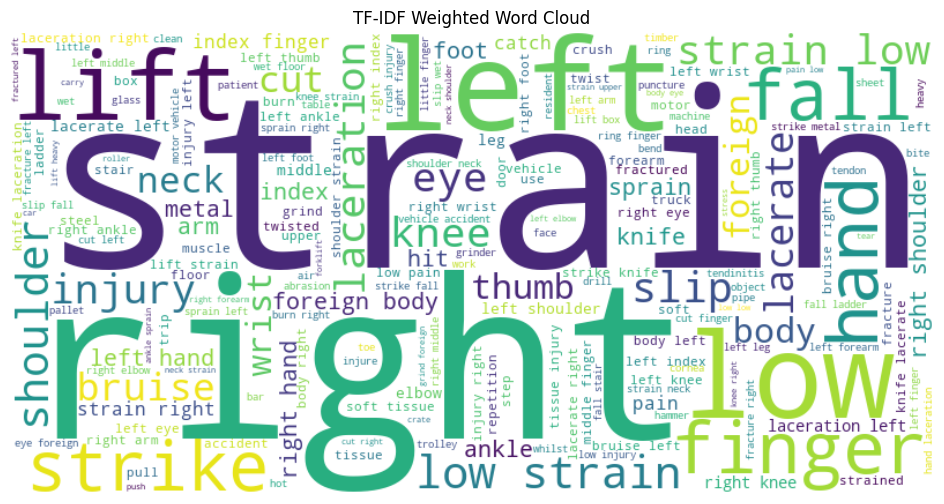 TF-IDF Weighted Word Cloud
strain
right
left
low
lift
fall
strike
finger
hand
slip
low strain
strain low
injury
shoulder
neck
eye
knee
cut
index finger
laceration right
laceration
lacerate
foreign
foreign body
thumb
body
bruise
wrist
right hand
left hand
right shoulder
foot
catch
metal
arm
index
sprain
knife
hit
ankle
elbow
pain
strain right
strain left
lacerate left
lacerate right
laceration left
left shoulder
middle finger
soft tissue
tissue injury
injury right
injury left
right index
right thumb
right foot
right wrist
right eye
right knee
right arm
right elbow
right ankle
right finger
right middle
right forearm
left thumb
left middle
left wrist
left ankle
left arm
left foot
left eye
left index
left knee
left leg
left forearm
left elbow
left finger
fractured left
fracture left
fracture right
fracture
fractured
little
little finger
clean
wet floor
wet
carry
glass
box
patient
burn
table
knee strain
sprain right
sprain left
crush injury
crush
slip wet
neck shoulder
twist
puncture
resident
strain upper
lift box
chest
motor
motor vehicle
body eye
machine
timber
ring
ring finger
pain low
sheet
heavy
strike metal
bite
tendon
tear
bruise right
bruise left
knife laceration
knife lacerate
ladder
roller
stair
lift heavy
slip fall
car
steel
cut left
cut right
cut finger
middle
grind
twisted
upper
muscle
lift strain
floor
air
abrasion
forklift
shoulder strain
shoulder neck
vehicle accident
vehicle
door
use
leg
head
bend
forearm
truck
face
grinder
work
stress
low pain
strike fall
strike knife
drill
soft
tendinitis
object
pipe
low low
fall ladder
fall stair
pallet
trip
ankle sprain
neck strain
burn right
bar
body right
body left
toe
injure
grind foreign
repetition
step
strain neck
hammer
cornea
knee right
hand laceration
eye foreign
accident
pull
push
hot
tissue
crate
trolley
whilst
low injury
strained